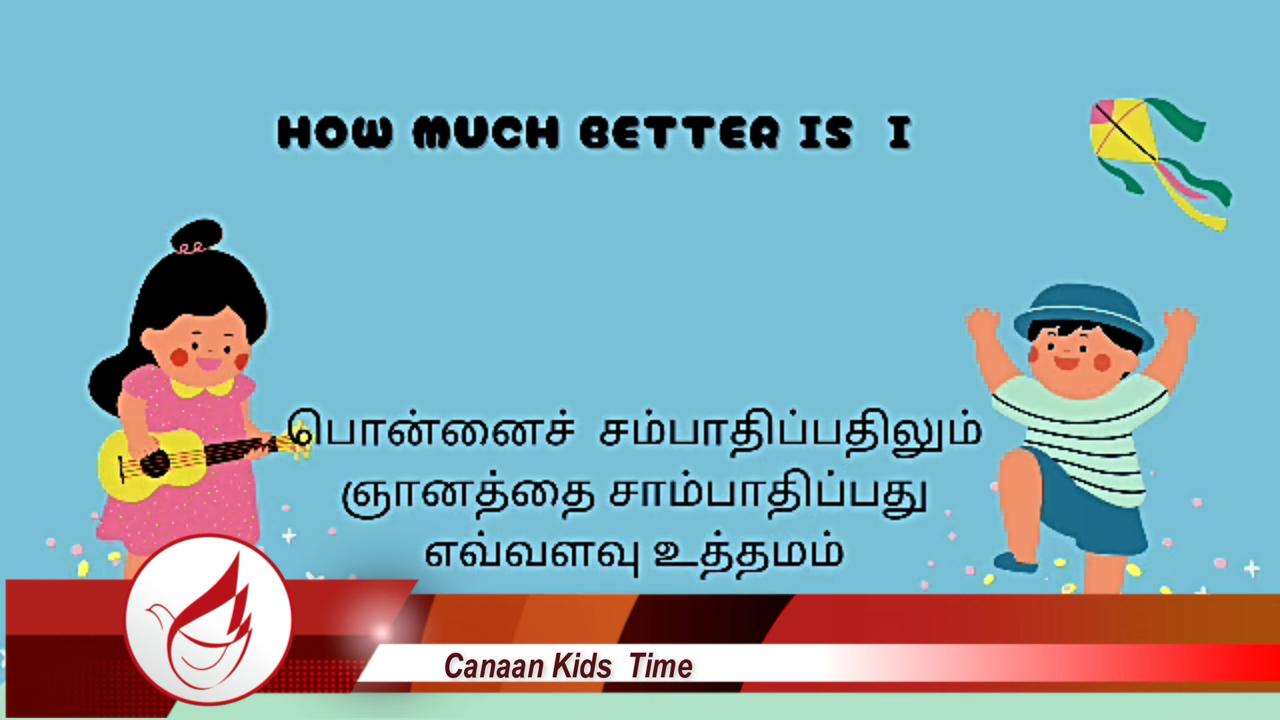 HOW MUCH BETTER IS I
பொன்னைச் சம்பாதிப்பதிலும்
ஞானத்தை சாம்பாதிப்பது
எவ்வளவு உத்தமம்
Canaan Kids Time